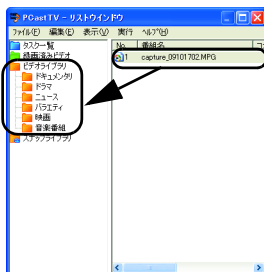 PCastTV - リストウインドウ
ファイル(F) 編集(E) 表示(V) 実行 ヘルプ(H)
タスク一覧
録画済みビデオ
ビデオライブラリ
ドキュメンタリ
ドラマ
ニュース
バラエティ
映画
音楽番組
スナップライブラリ
No. 番組名 フ
1 capture_09101702.MPG